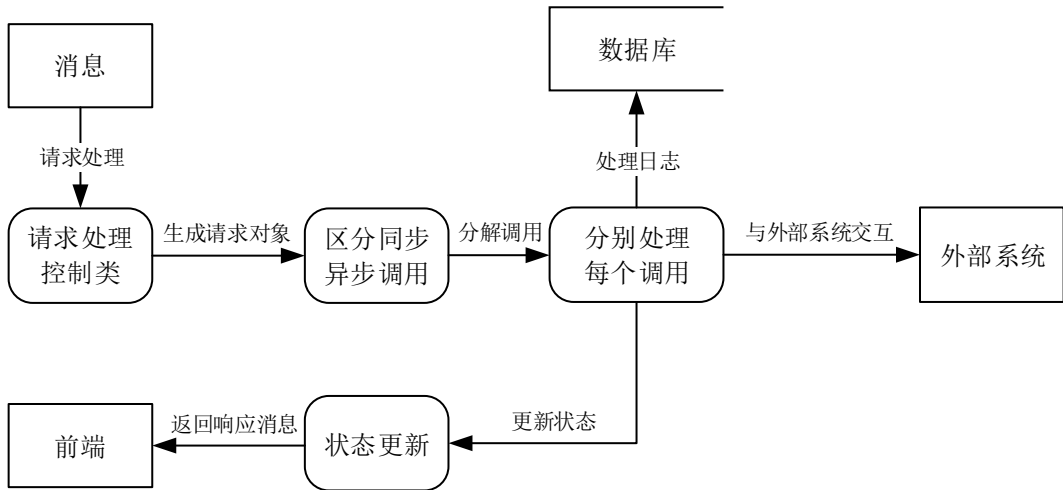 消息
数据库
请求处理
处理日志
请求处理
控制类
生成请求对象
区分同步
异步调用
分解调用
分别处理
每个调用
与外部系统交互
外部系统
前端
返回响应消息
状态更新
更新状态